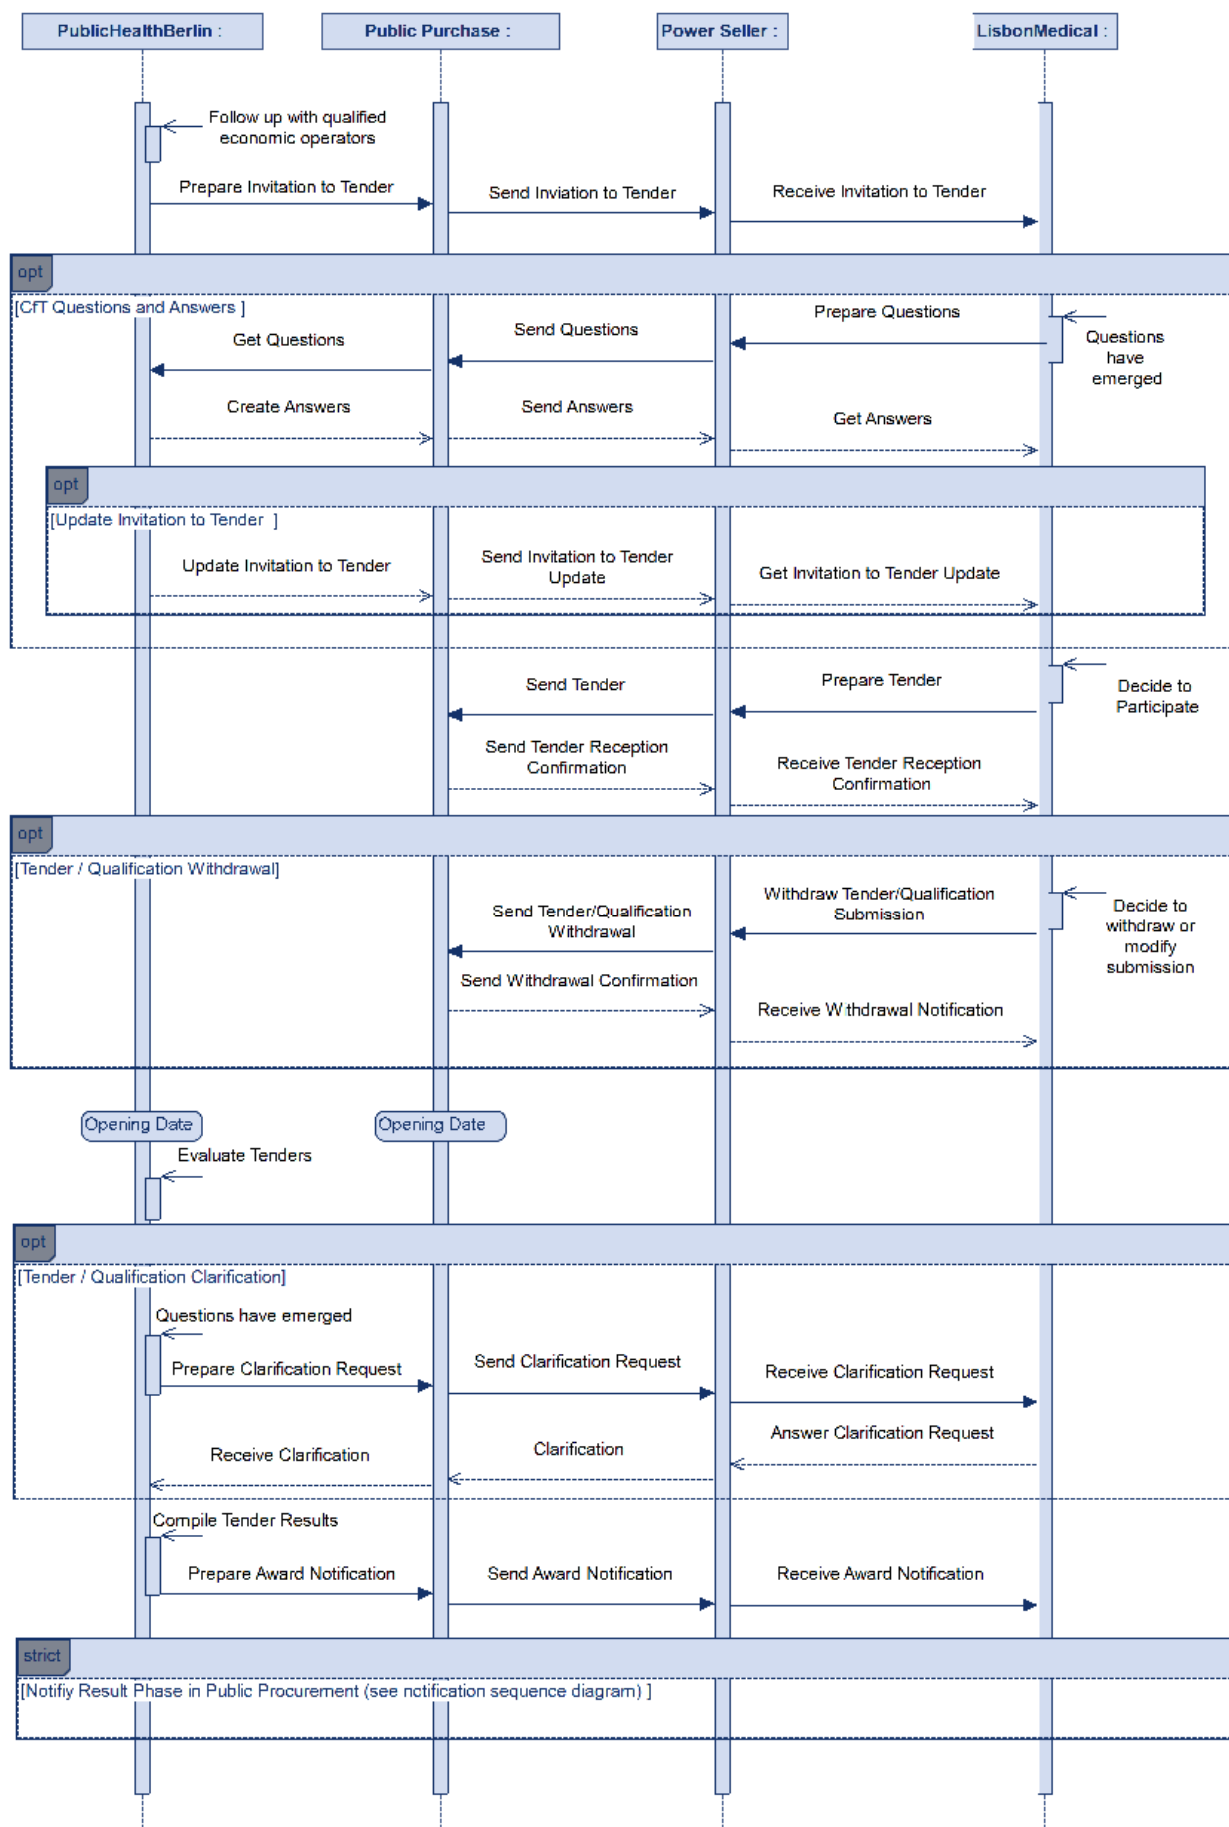 PublicHealthBerlin :
Public Purchase :
Power Seller :
LisbonMedical :
Follow up with qualified
economic operators
Prepare Invitation to Tender
Send Inviation to Tender
Receive Invitation to Tender
opt
[CfT Questions and Answers ]
Prepare Questions
Send Questions
Get Questions
Questions
have
emerged
Create Answers
Send Answers
Get Answers
opt
[Update Invitation to Tender  ]
Update Invitation to Tender
Send Invitation to Tender
Update
Get Invitation to Tender Update
Send Tender
Prepare Tender
Decide to
Participate
Send Tender Reception
Confirmation
Receive Tender Reception
Confirmation
opt
[Tender / Qualification Withdrawal]
Withdraw Tender/Qualification
Submission
Send Tender/Qualification
Withdrawal
Decide to
withdraw or
modify
submission
Send Withdrawal Confirmation
Receive Withdrawal Notification
Opening Date
Opening Date
Evaluate Tenders
opt
[Tender / Qualification Clarification]
Questions have emerged
Prepare Clarification Request
Send Clarification Request
Receive Clarification Request
Answer Clarification Request
Clarification
Receive Clarification
Compile Tender Results
Prepare Award Notification
Send Award Notification
Receive Award Notification
strict
[Notifiy Result Phase in Public Procurement (see notification sequence diagram) ]